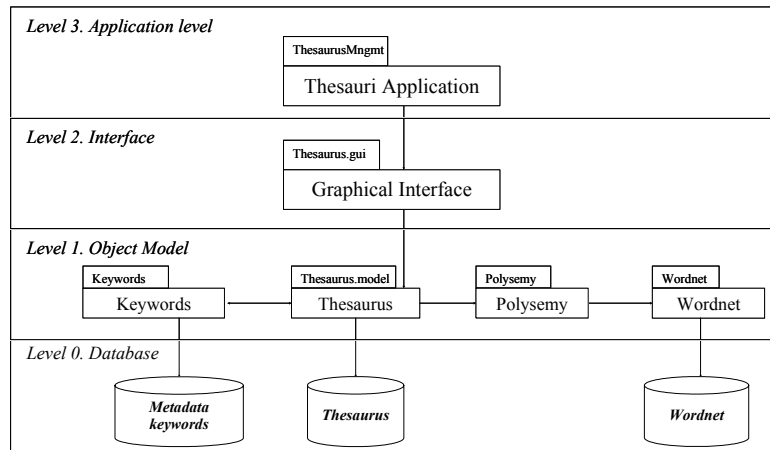 Level 3. Application level
ThesaurusMngmt
Thesauri Application
Level 2. Interface
Thesaurus.gui
Graphical Interface
Level 1. Object Model
Keywords
Thesaurus.model
Polysemy
Wordnet
Keywords
Thesaurus
Polysemy
Wordnet
Level 0. Database
Metadata
keywords
Thesaurus
Wordnet